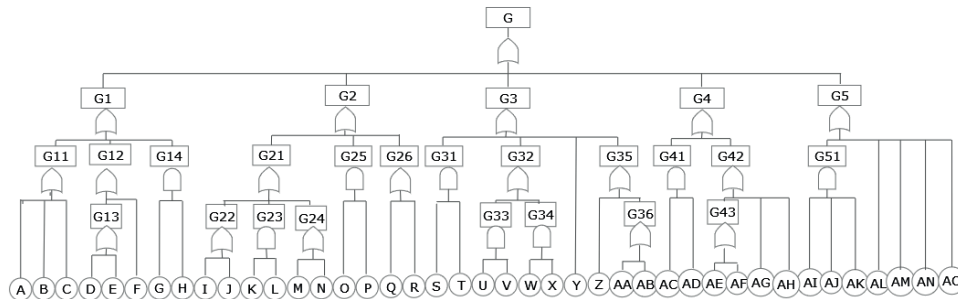 G
G1 G2 G3 G4 G5
G11 G12 G14 G21 G25 G26 G31 G32 G35 G41 G42 G51
G13 G22 G23 G24 G33 G34 G36 G43
A B C D E F G H I J K L M N O P Q R S T U V W X Y Z AA AB AC AD AE AF AG AH AI AJ AK AL AM AN AO